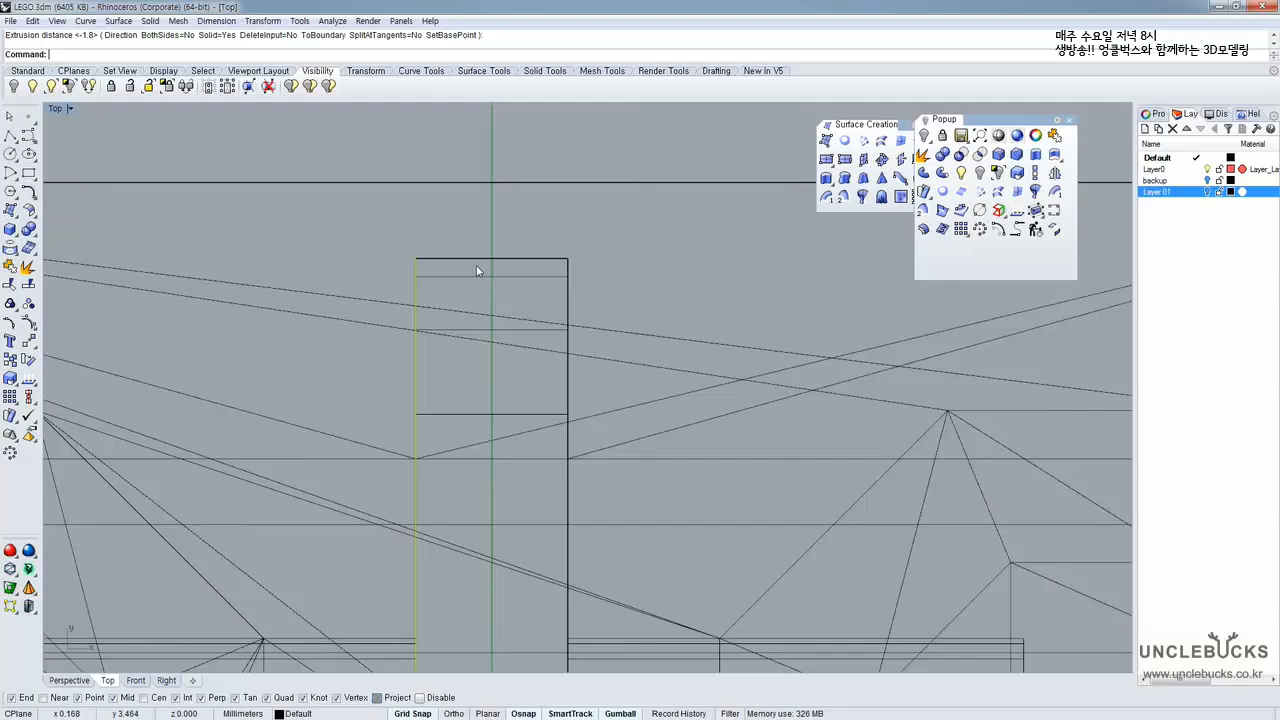 LEGO.3dm (6405 KB) - Rhinoceros (Corporate) (64-bit) - [Top]
File Edit View Curve Surface Solid Mesh Dimension Transform Tools Analyze Render Panels Help
Extrusion distance <-1.8> ( Direction BothSides=No Solid=Yes DeleteInput=No ToBoundary SplitAtTangents=No SetBasePoint ):
매주 수요일 저녁 8시
Command:
생방송!! 엉클벅스와 함께하는 3D모델링
Standard CPlanes Set View Display Select Viewport Layout Visibility Transform Curve Tools Surface Tools Solid Tools Mesh Tools Render Tools Drafting New in V5
Top
Surface Creation
Popup
Pro Lay Dis Hel
Name Material
Default
Layer0 Layer_La
backup
Layer 01
y
x
UNCLEBUCKS
www.unclebucks.co.kr
Perspective Top Front Right
End Near Point Mid Cen Int Perp Tan Quad Knot Vertex Project Disable
CPlane x 0.168 y 3.464 z 0.000 Millimeters Default Grid Snap Ortho Planar Osnap SmartTrack Gumball Record History Filter Memory use: 326 MB